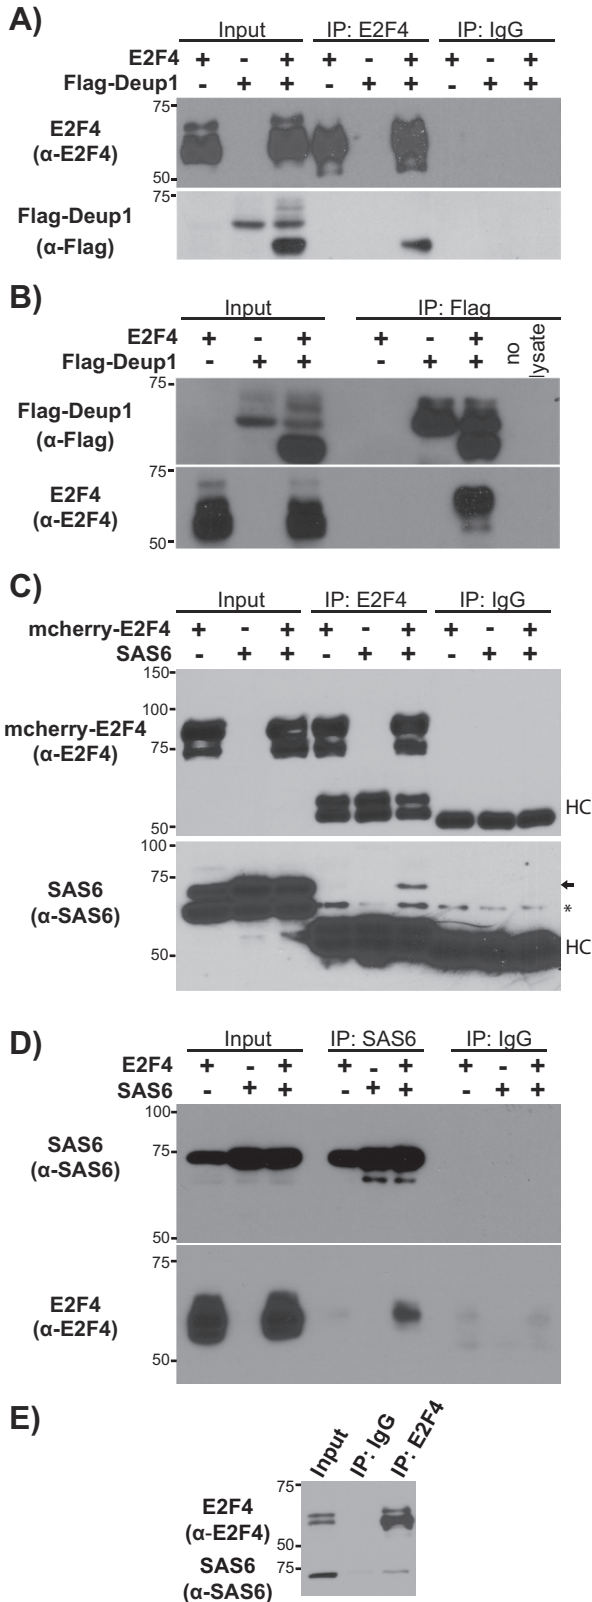 A)
Input IP: E2F4 IP: IgG
E2F4 + - + + - + + - +
Flag-Deup1 - + + - + + - + +
75
E2F4
(α-E2F4)
50
75
Flag-Deup1
(α-Flag)
B)
Input IP: Flag
E2F4 + - + + - + no lysate
Flag-Deup1 - + + - + +
75
Flag-Deup1
(α-Flag)
75
E2F4
(α-E2F4)
50
C)
Input IP: E2F4 IP: IgG
mcherry-E2F4 + - + + - + + - +
SAS6 - + + - + + - + +
150
100
mcherry-E2F4
(α-E2F4)
75
HC
50
100
75
SAS6
(α-SAS6)
*
50
HC
D)
Input IP: SAS6 IP: IgG
E2F4 + - + + - + + - +
SAS6 - + + - + + - + +
100
SAS6
75
(α-SAS6)
50
75
E2F4
(α-E2F4)
50
E)
Input IP: IgG IP: E2F4
75
E2F4
(α-E2F4)
50
SAS6
75
(α-SAS6)